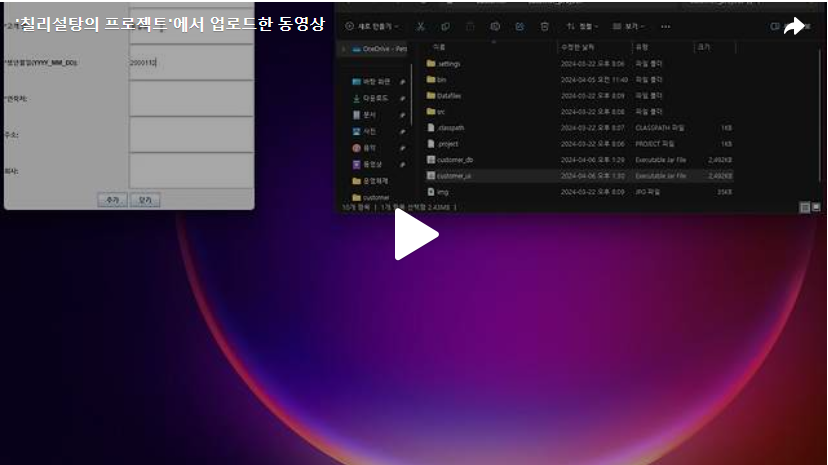 '칠리설탕의 프로젝트'에서 업로드한 동영상
*생년월일(YYYY_MM_DD):
2000112
*연락처:
주소:
회사:
추가 닫기
새로 만들기 정렬 보기 ...
OneDrive - Pers
바탕 화면
다운로드
문서
사진
음악
동영상
운영체제
customer
이름 수정한 날짜 유형 크기
.settings 2024-03-22 오후 8:06 파일 폴더
bin 2024-04-05 오전 11:49 파일 폴더
Datafiles 2024-03-22 오후 8:09 파일 폴더
src 2024-03-22 오후 8:08 파일 폴더
.classpath 2024-03-22 오후 8:07 CLASSPATH 파일 1KB
.project 2024-03-22 오후 8:06 PROJECT 파일 1KB
customer_db 2024-04-06 오후 1:29 Executable Jar File 2,492KB
customer_ui 2024-04-06 오후 1:30 Executable Jar File 2,492KB
img 2024-03-22 오후 8:09 JPG 파일 35KB
10개 항목 | 1개 항목 선택함 2.43MB |